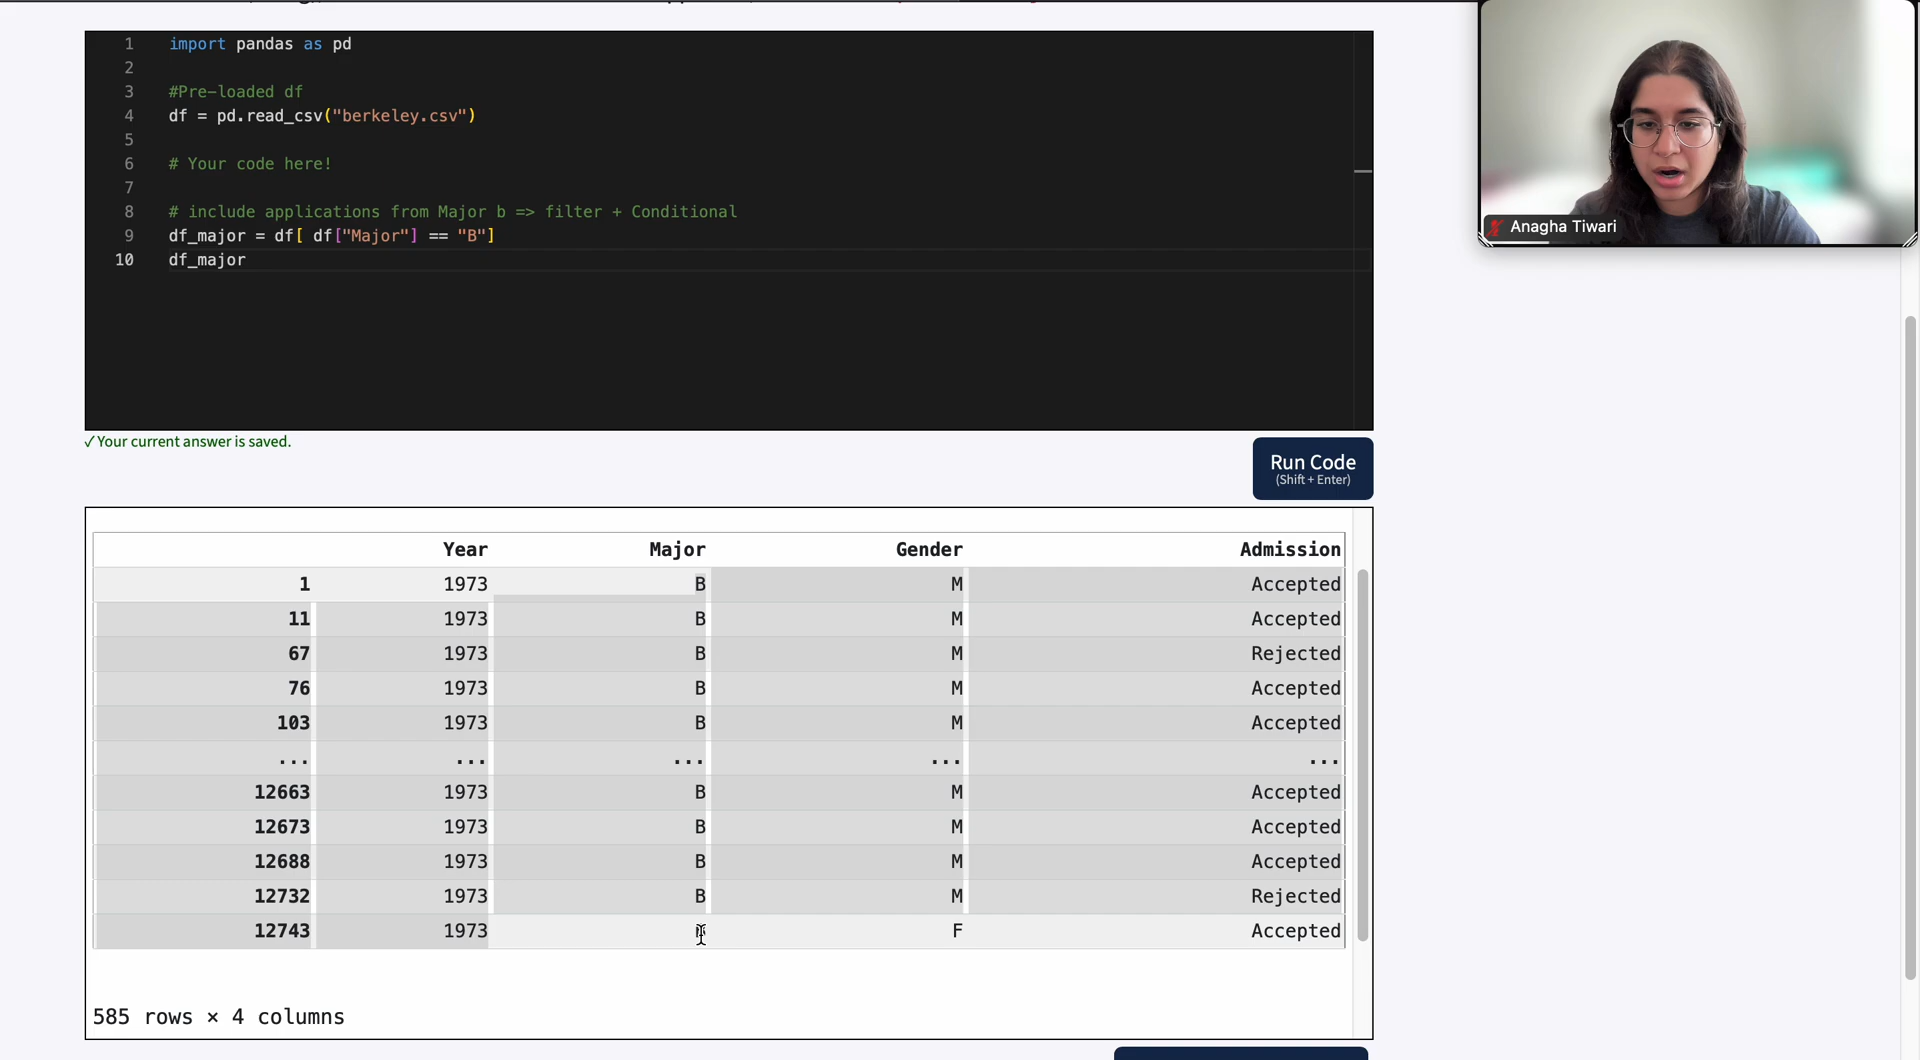 1 import pandas as pd
2
3 #Pre-loaded df
4 df = pd.read_csv("berkeley.csv")
5
6 # Your code here!
7
8 # include applications from Major b => filter + Conditional
9 df_major = df[ df["Major"] == "B"]
10 df_major
Anagha Tiwari
✓Your current answer is saved.
Run Code
(Shift + Enter)
Year Major Gender Admission
1 1973 B M Accepted
11 1973 B M Accepted
67 1973 B M Rejected
76 1973 B M Accepted
103 1973 B M Accepted
... ... ... ... ...
12663 1973 B M Accepted
12673 1973 B M Accepted
12688 1973 B M Accepted
12732 1973 B M Rejected
12743 1973 F Accepted
585 rows × 4 columns